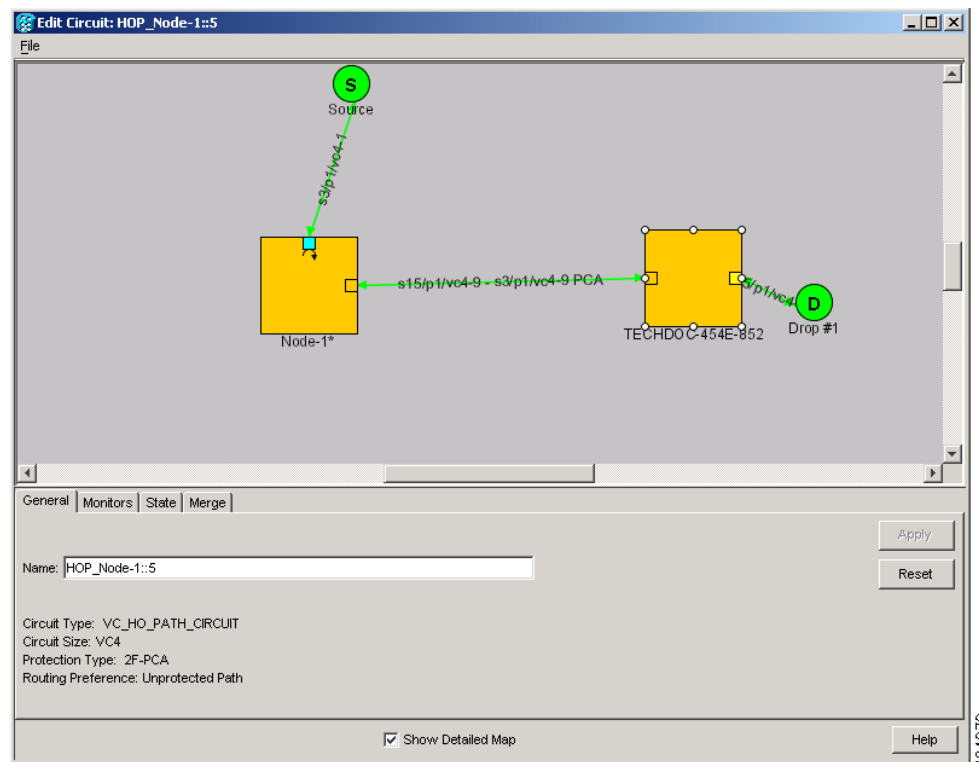 Edit Circuit: HOP_Node-1::5
File
S
Source
s3/p1/vc4-1
s15/p1/vc4-9 - s3/p1/vc4-9 PCA
Node-1*
TECHDOC-454E-852
D
Drop #1
General
Monitors
State
Merge
Apply
Name: HOP_Node-1::5
Reset
Circuit Type: VC_HO_PATH_CIRCUIT
Circuit Size: VC4
Protection Type: 2F-PCA
Routing Preference: Unprotected Path
Show Detailed Map
Help